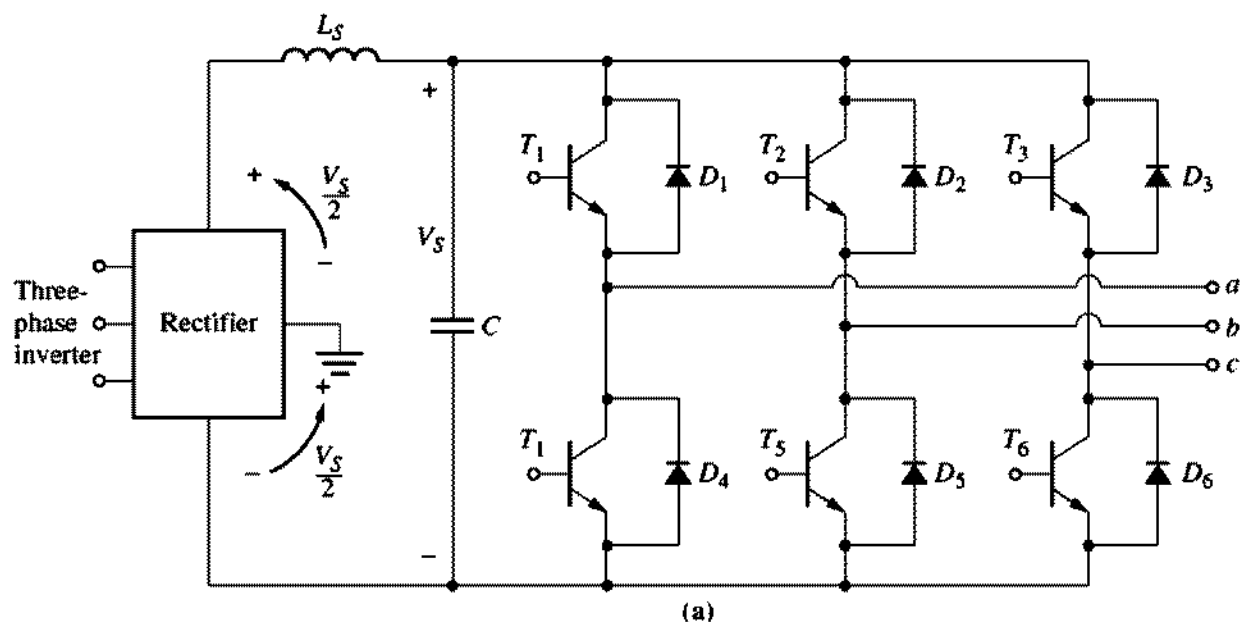 L_S
+
T_1
D_1
T_2
D_2
T_3
D_3
+
V_S
2
−
V_S
Three-
phase
inverter
Rectifier
C
a
b
c
+
−
V_S
2
T_1
D_4
T_5
D_5
T_6
D_6
−
(a)